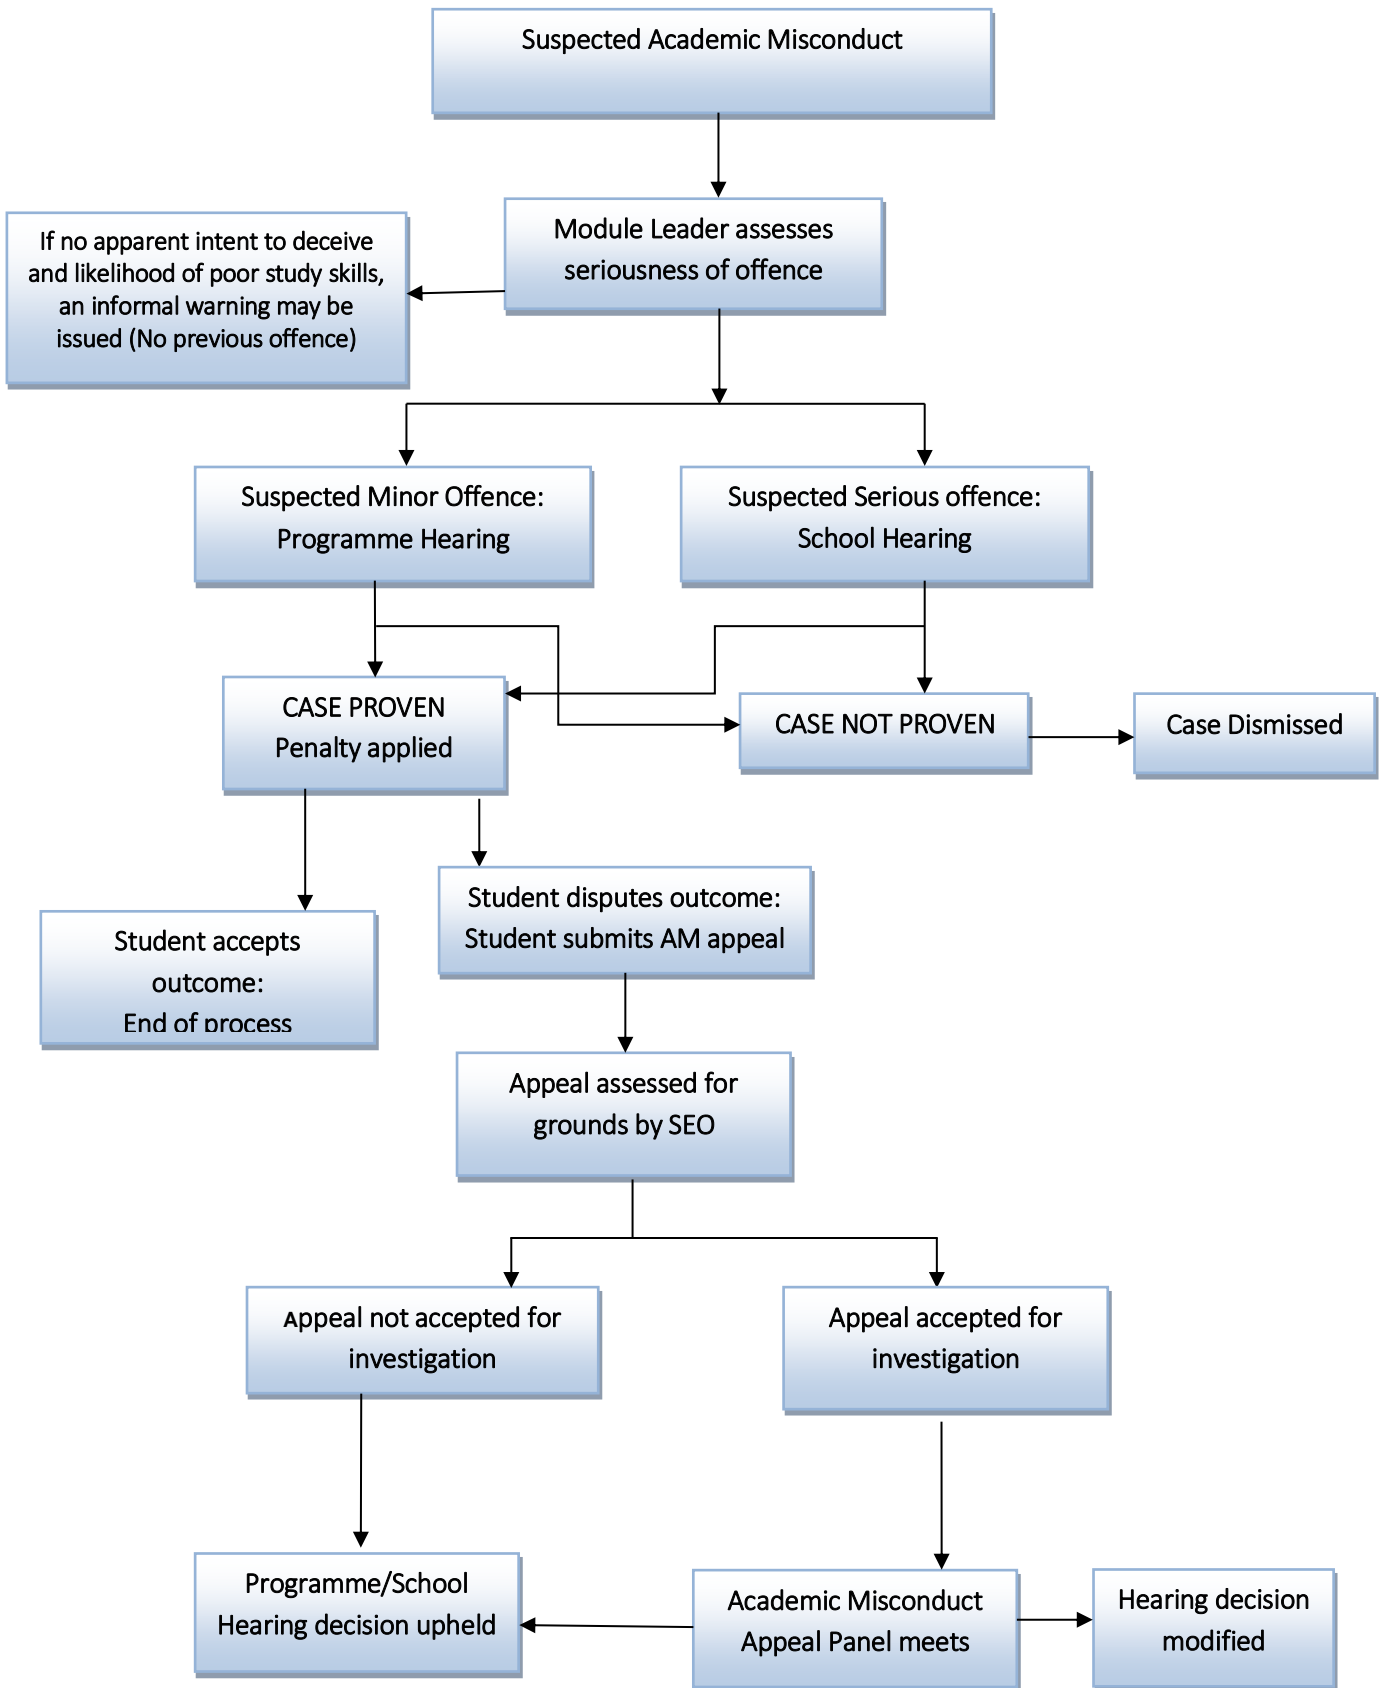 Suspected Academic Misconduct
Module Leader assesses
seriousness of offence
If no apparent intent to deceive
and likelihood of poor study skills,
an informal warning may be
issued (No previous offence)
Suspected Minor Offence:
Programme Hearing
Suspected Serious offence:
School Hearing
CASE PROVEN
Penalty applied
CASE NOT PROVEN
Case Dismissed
Student accepts
outcome:
End of process
Student disputes outcome:
Student submits AM appeal
Appeal assessed for
grounds by SEO
Appeal not accepted for
investigation
Appeal accepted for
investigation
Programme/School
Hearing decision upheld
Academic Misconduct
Appeal Panel meets
Hearing decision
modified